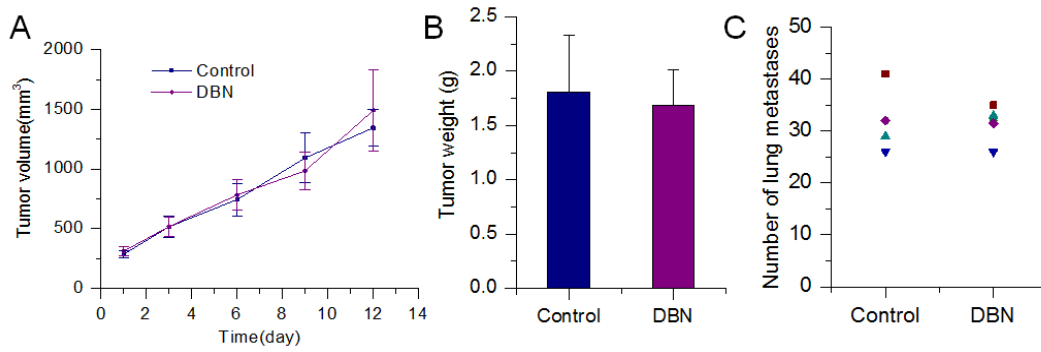 A
Tumor volume(mm³)
2000
1500
1000
500
0
Control
DBN
0 2 4 6 8 10 12 14
Time(day)
B
Tumor weight (g)
2.5
2.0
1.5
1.0
0.5
0.0
Control DBN
C
Number of lung metastases
50
40
30
20
10
0
Control DBN